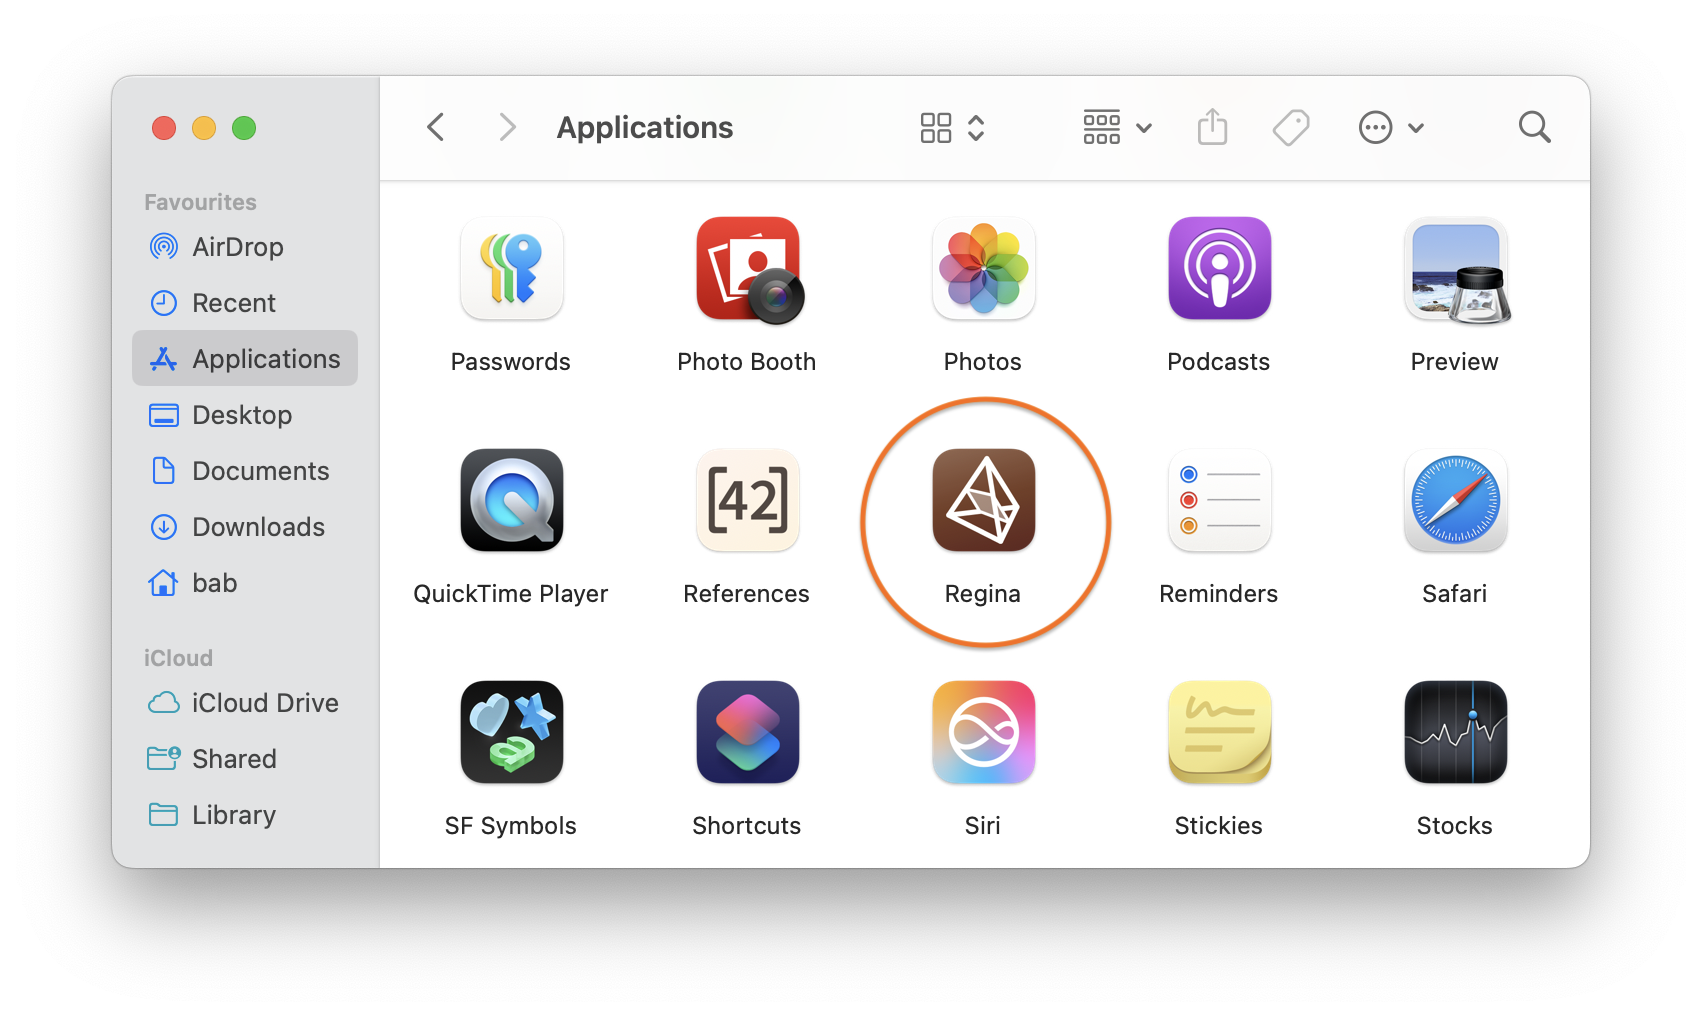 Applications
Favourites
AirDrop
Recent
Applications
Desktop
Documents
Downloads
bab
iCloud
iCloud Drive
Shared
Library
Passwords
Photo Booth
Photos
Podcasts
Preview
[42]
QuickTime Player
References
Regina
Reminders
Safari
a
SF Symbols
Shortcuts
Siri
Stickies
Stocks